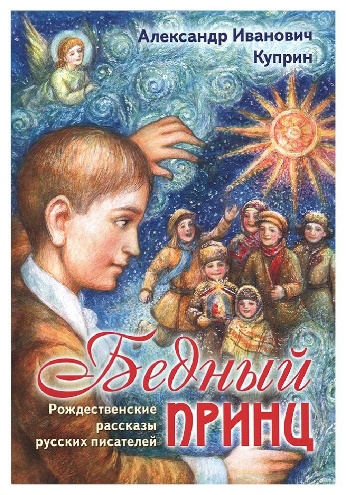 Александр Иванович
Куприн
Бедный
принц
Рождественские
рассказы
русских писателей